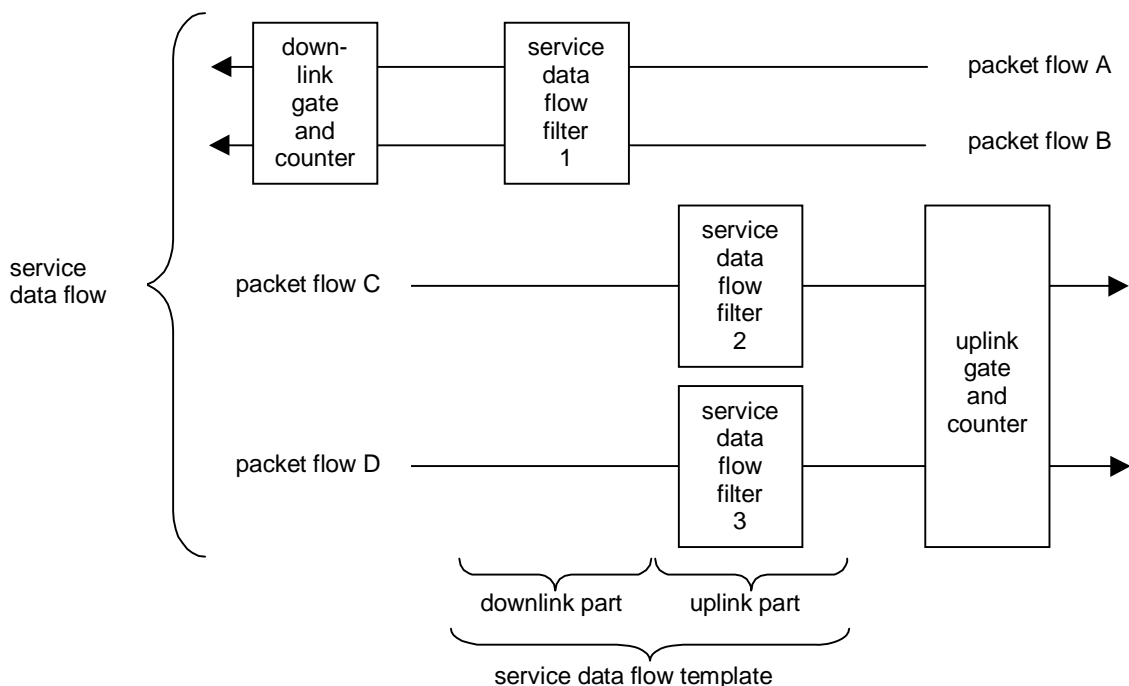 down-
link
gate
and
counter
service
data
flow
filter
1
packet flow A
packet flow B
service
data flow
packet flow C
service
data
flow
filter
2
uplink
gate
and
counter
packet flow D
service
data
flow
filter
3
downlink part
uplink part
service data flow template